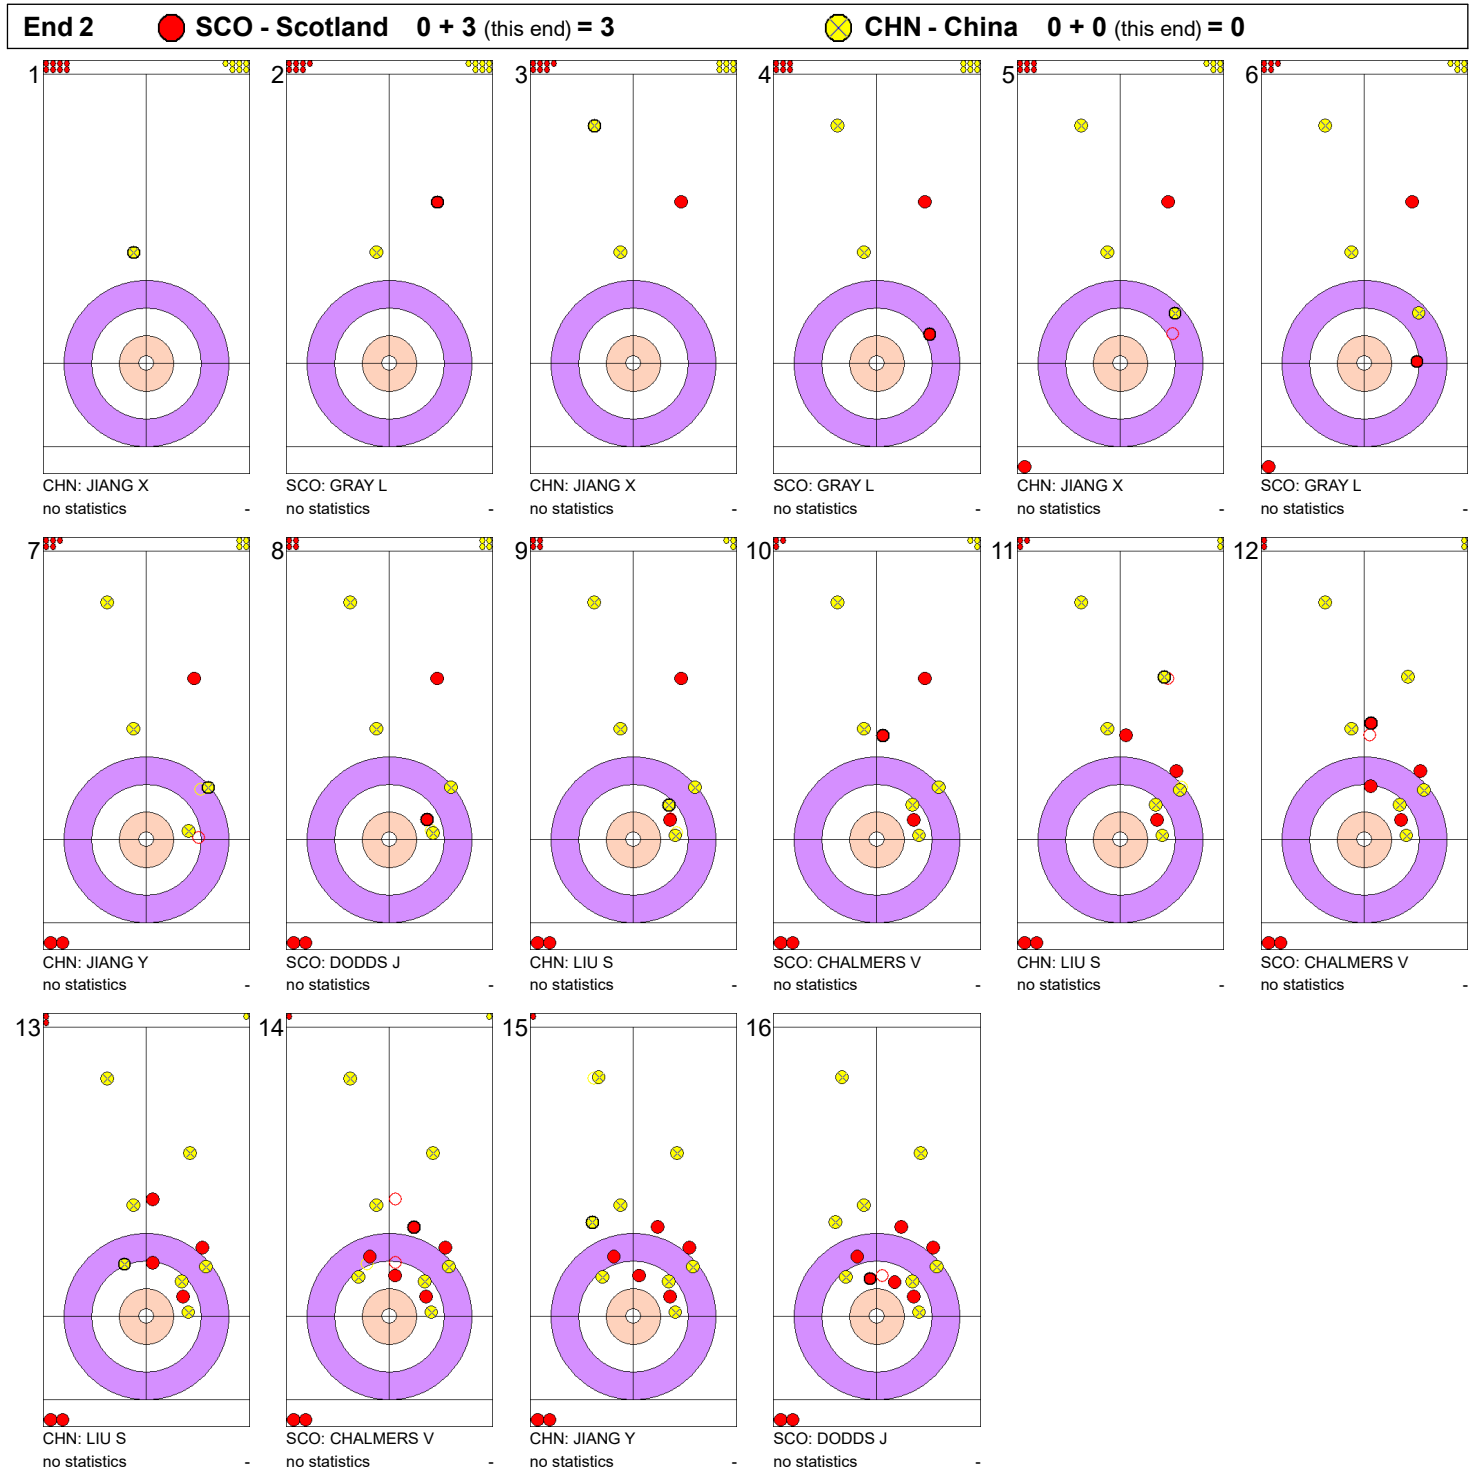 End 2 SCO - Scotland 0 + 3 (this end) = 3 CHN - China 0 + 0 (this end) = 0
1 2 3 4 5 6
CHN: JIANG X SCO: GRAY L CHN: JIANG X SCO: GRAY L CHN: JIANG X SCO: GRAY L
no statistics - no statistics - no statistics - no statistics - no statistics - no statistics -
7 8 9 10 11 12
CHN: JIANG Y SCO: DODDS J CHN: LIU S SCO: CHALMERS V CHN: LIU S SCO: CHALMERS V
no statistics - no statistics - no statistics - no statistics - no statistics - no statistics -
13 14 15 16
CHN: LIU S SCO: CHALMERS V CHN: JIANG Y SCO: DODDS J
no statistics - no statistics - no statistics - no statistics -